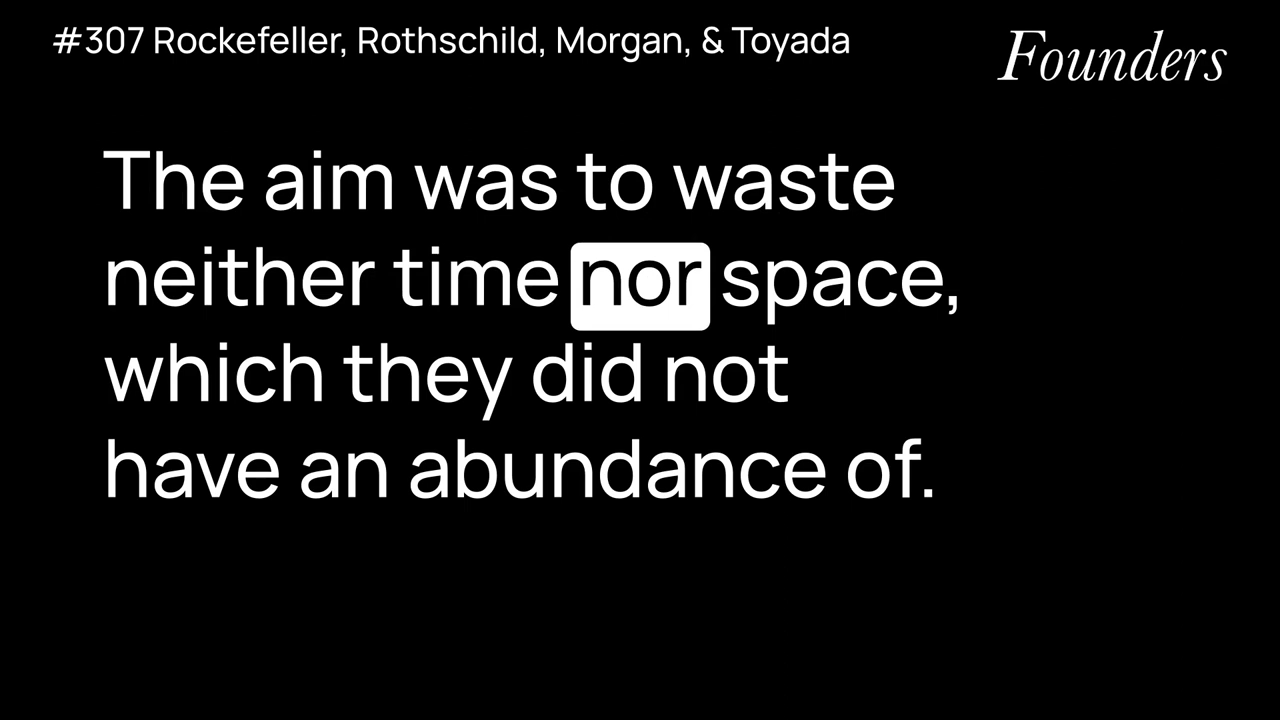 #307 Rockefeller, Rothschild, Morgan, & Toyada
Founders
The aim was to waste
neither time nor space,
which they did not
have an abundance of.